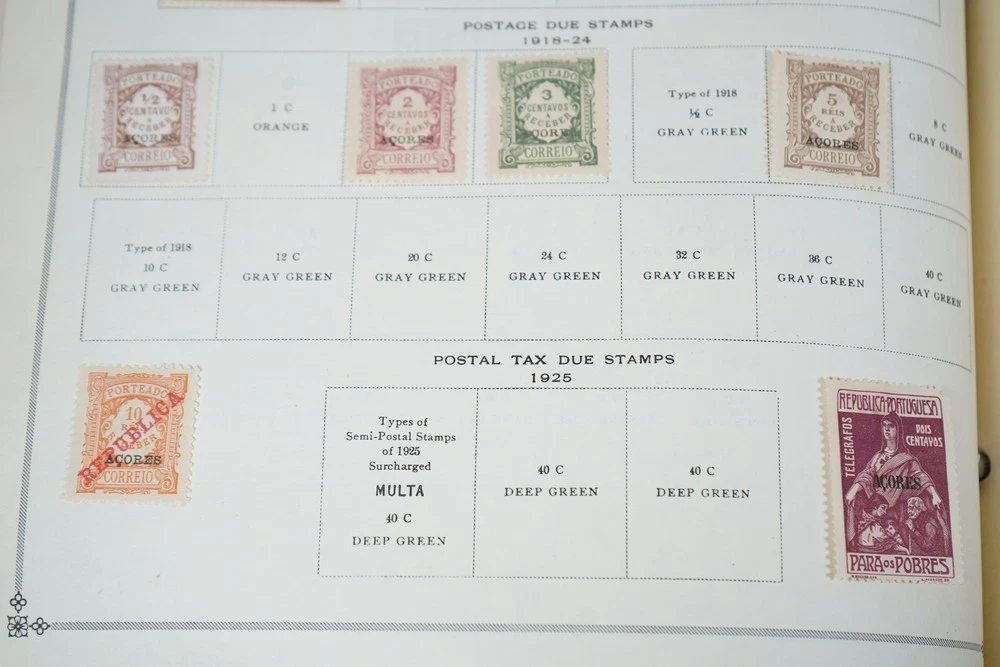 POSTAGE DUE STAMPS
1918-24
PORTEADO
1/2
CENTAVOS
A
RECEBER
AÇORES
CORREIO
1 C
ORANGE
PORTEADO
2
CENTAVOS
A
RECEBER
AÇORES
CORREIO
PORTEADO
3
CENTAVOS
A
RECEBER
CORREIO
Type of 1918
GRAY GREEN
PORTEADO
5
REIS
A
RECEBER
AÇORES
CORREIO
8 C
GRAY GREEN
Type of 1918
10 C
GRAY GREEN
12 C
GRAY GREEN
20 C
GRAY GREEN
24 C
GRAY GREEN
32 C
GRAY GREEN
36 C
GRAY GREEN
40 C
GRAY GREEN
POSTAL TAX DUE STAMPS
1925
PORTEADO
10
REPUBLICA
AÇORES
CORREIO
Types of
Semi-Postal Stamps
of 1925
Surcharged
MULTA
40 C
DEEP GREEN
40 C
DEEP GREEN
40 C
DEEP GREEN
REPUBLICA PORTUGUESA
TELEGRAFOS
DOIS
CENTAVOS
AÇORES
PARA OS POBRES